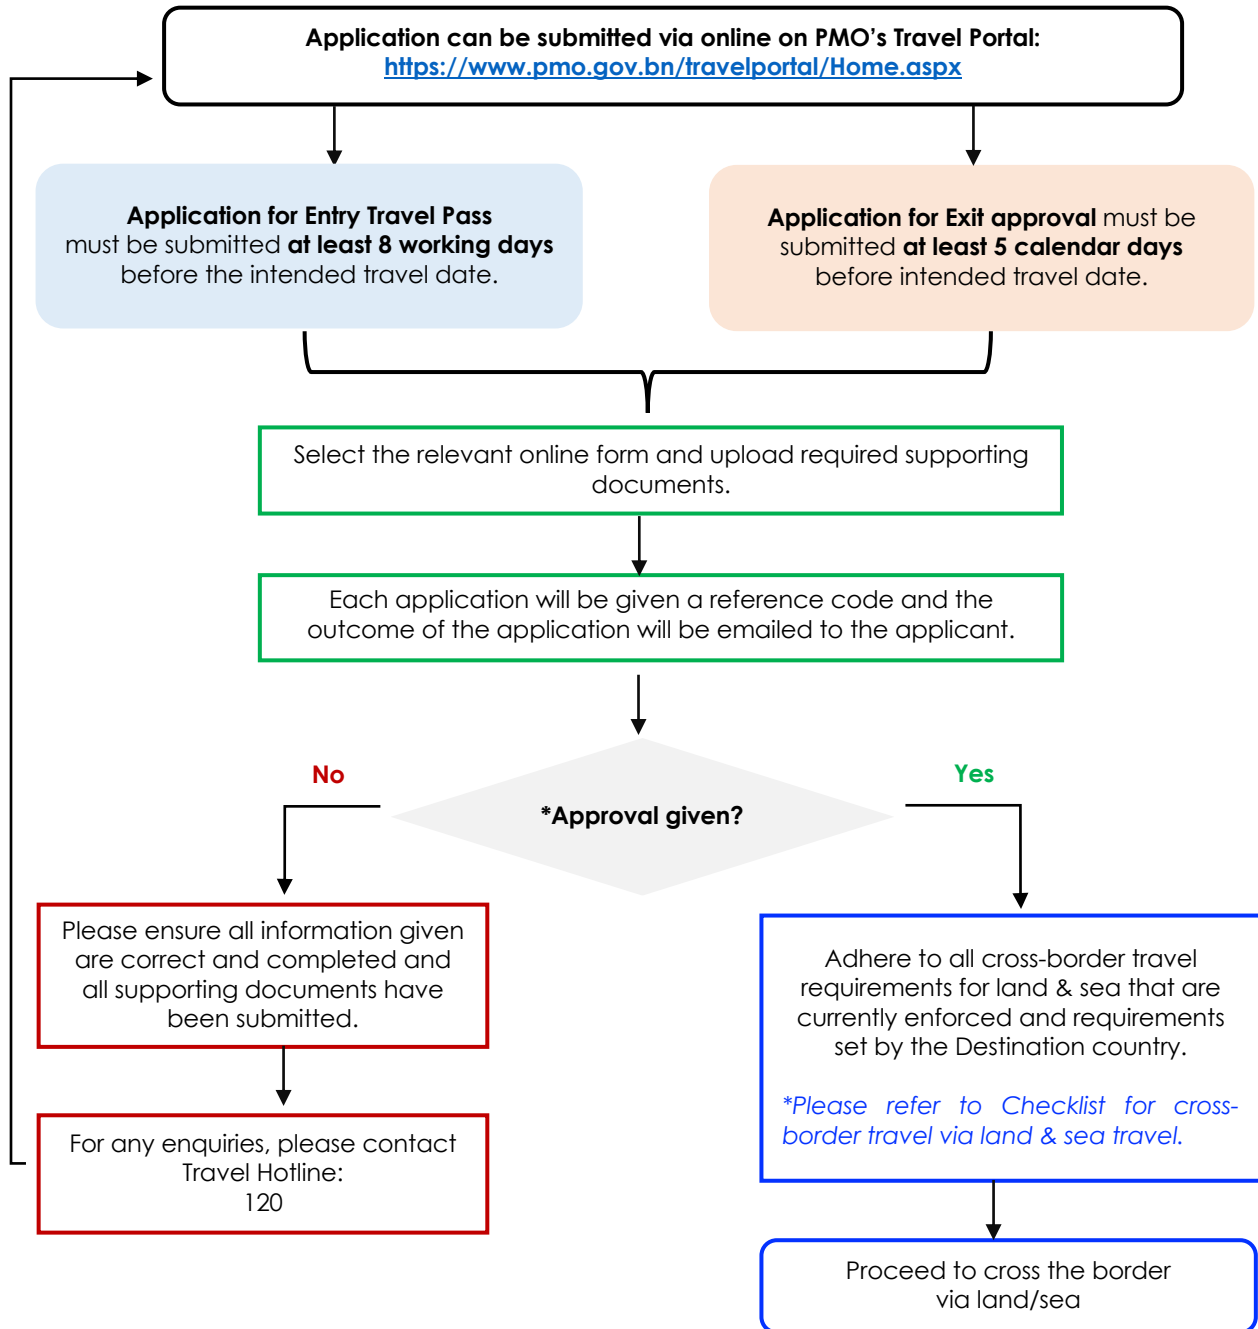 Application can be submitted via online on PMO's Travel Portal:
https://www.pmo.gov.bn/travelportal/Home.aspx
Application for Entry Travel Pass
must be submitted at least 8 working days
before the intended travel date.
Application for Exit approval must be
submitted at least 5 calendar days
before intended travel date.
Select the relevant online form and upload required supporting
documents.
Each application will be given a reference code and the
outcome of the application will be emailed to the applicant.
*Approval given?
No
Yes
Please ensure all information given
are correct and completed and
all supporting documents have
been submitted.
For any enquiries, please contact
Travel Hotline:
120
Adhere to all cross-border travel
requirements for land & sea that are
currently enforced and requirements
set by the Destination country.
*Please refer to Checklist for cross-
border travel via land & sea travel.
Proceed to cross the border
via land/sea